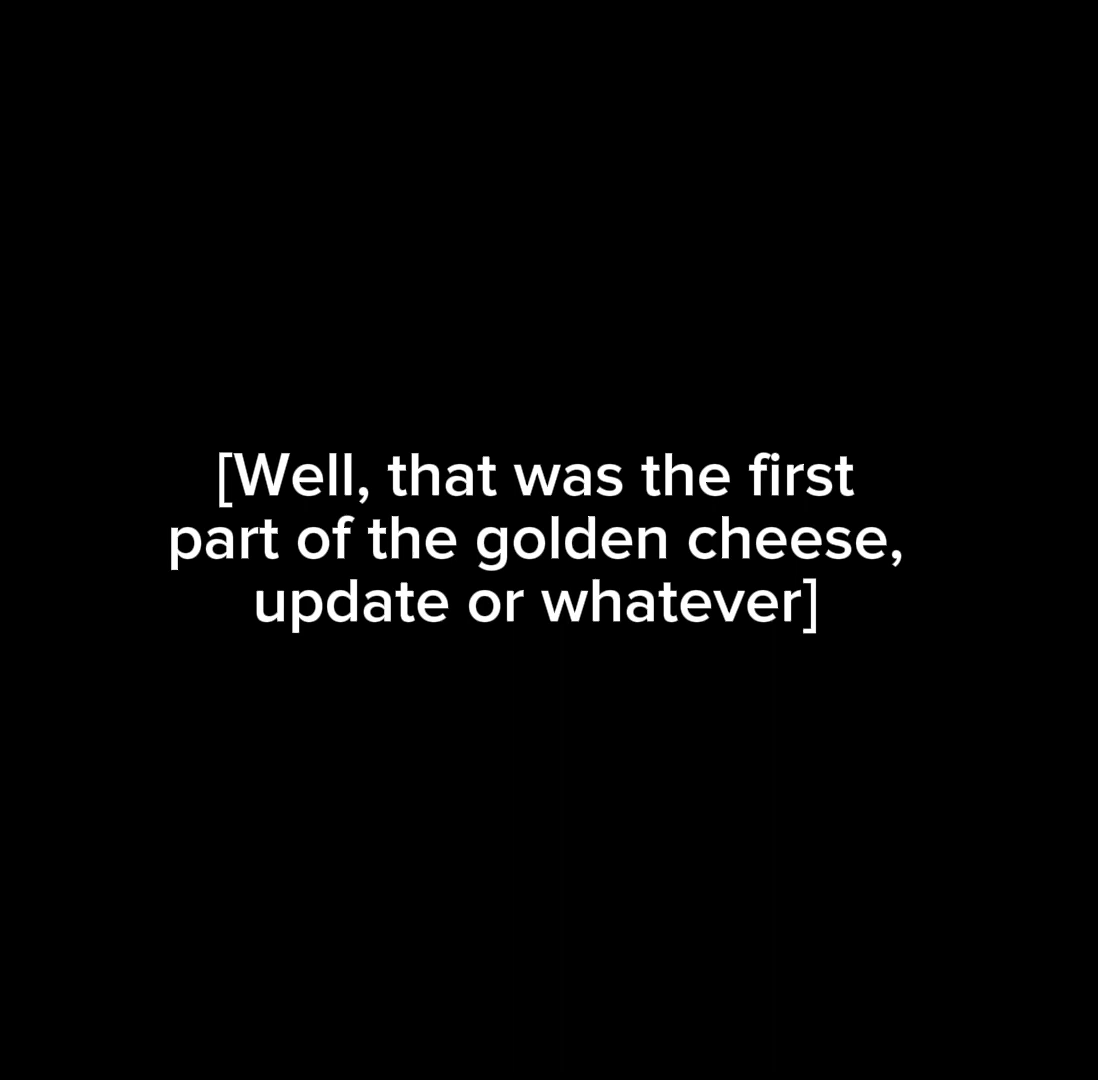 [Well, that was the first
part of the golden cheese,
update or whatever]